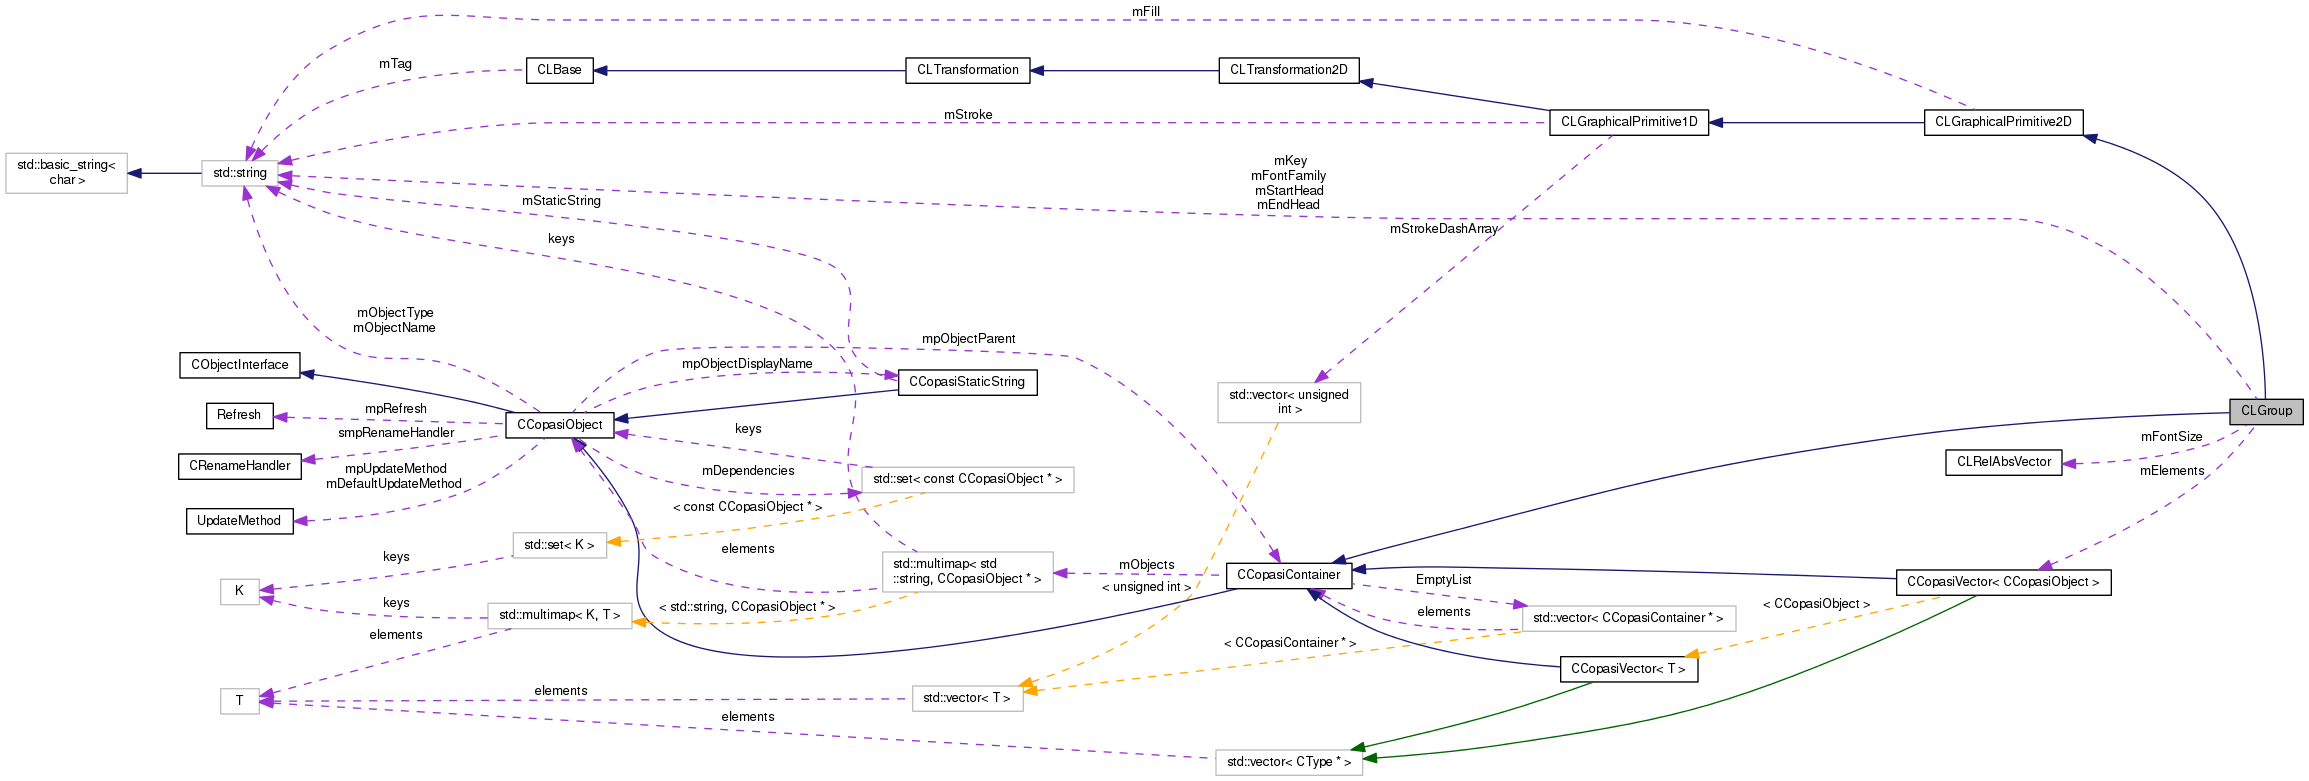 mFill
mTag
CLBase
CLTransformation
CLTransformation2D
mStroke
CLGraphicalPrimitive1D
CLGraphicalPrimitive2D
std::basic_string<
char >
std::string
mKey
mFontFamily
mStartHead
mEndHead
mStaticString
keys
mStrokeDashArray
mObjectType
mObjectName
mpObjectParent
CObjectInterface
mpObjectDisplayName
CCopasiStaticString
std::vector< unsigned
int >
Refresh
mpRefresh
CCopasiObject
CLGroup
smpRenameHandler
keys
mFontSize
CRenameHandler
CLRelAbsVector
mpUpdateMethod
mDefaultUpdateMethod
mDependencies
std::set< const CCopasiObject * >
mElements
UpdateMethod
< const CCopasiObject * >
std::set< K >
keys
elements
std::multimap< std
::string, CCopasiObject * >
mObjects
CCopasiContainer
EmptyList
CCopasiVector< CCopasiObject >
K
< unsigned int >
keys
std::multimap< K, T >
< std::string, CCopasiObject * >
elements
std::vector< CCopasiContainer * >
< CCopasiObject >
elements
< CCopasiContainer * >
CCopasiVector< T >
T
elements
std::vector< T >
elements
std::vector< CType * >